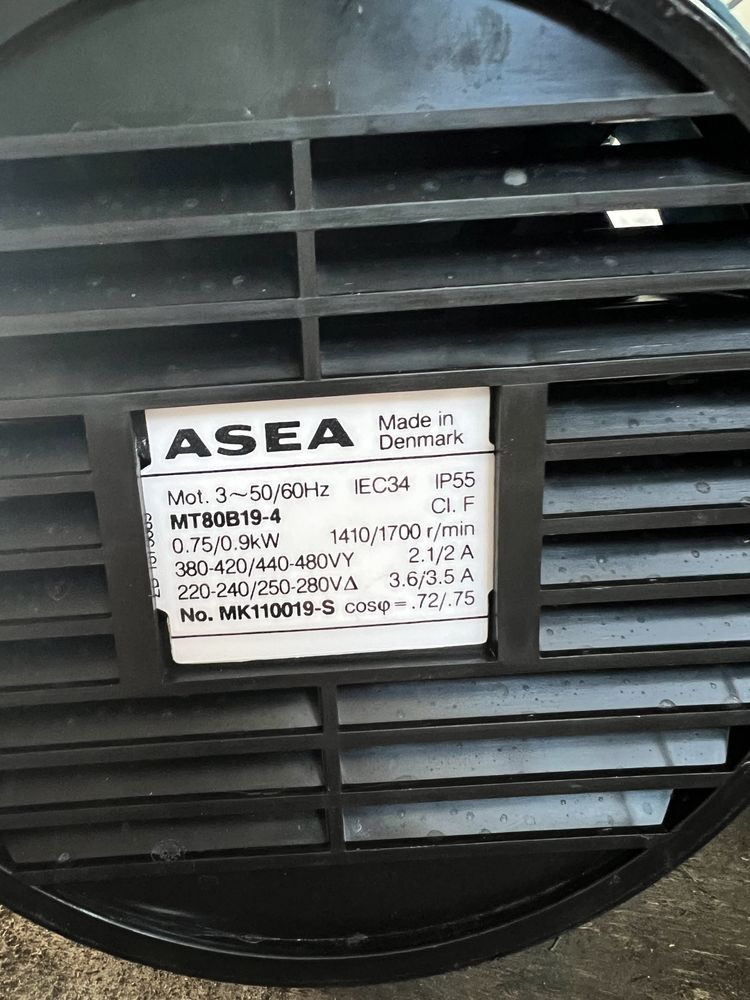 ASEA Made in
Denmark
Mot. 3~50/60Hz IEC34 IP55
MT80B19-4 Cl. F
0.75/0.9kW 1410/1700 r/min
380-420/440-480VY 2.1/2 A
220-240/250-280V∆ 3.6/3.5 A
No. MK110019-S cosφ = .72/.75